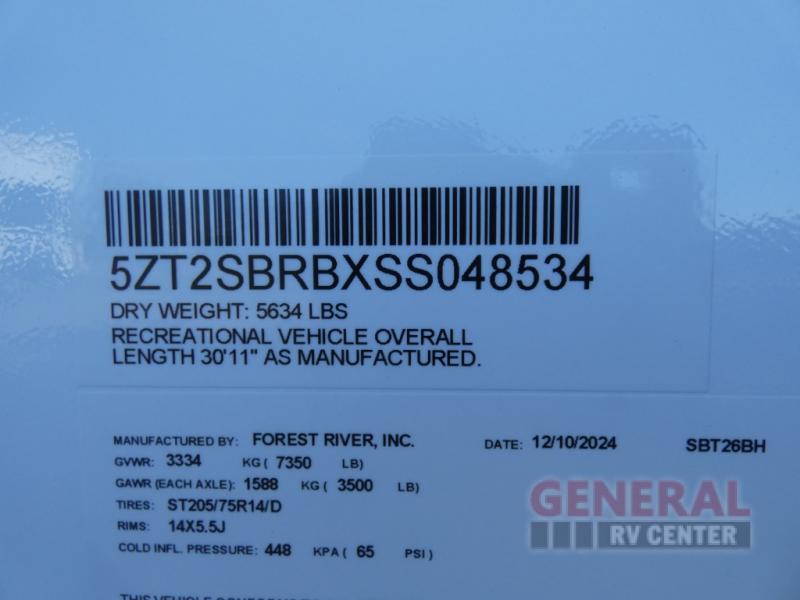 5ZT2SBRBXSS048534
DRY WEIGHT: 5634 LBS
RECREATIONAL VEHICLE OVERALL
LENGTH 30'11" AS MANUFACTURED.
MANUFACTURED BY: FOREST RIVER, INC. DATE: 12/10/2024 SBT26BH
GVWR: 3334 KG ( 7350 LB)
GAWR (EACH AXLE): 1588 KG ( 3500 LB)
TIRES: ST205/75R14/D
RIMS: 14X5.5J
COLD INFL. PRESSURE: 448 KPA ( 65 PSI )
GENERAL
RV CENTER